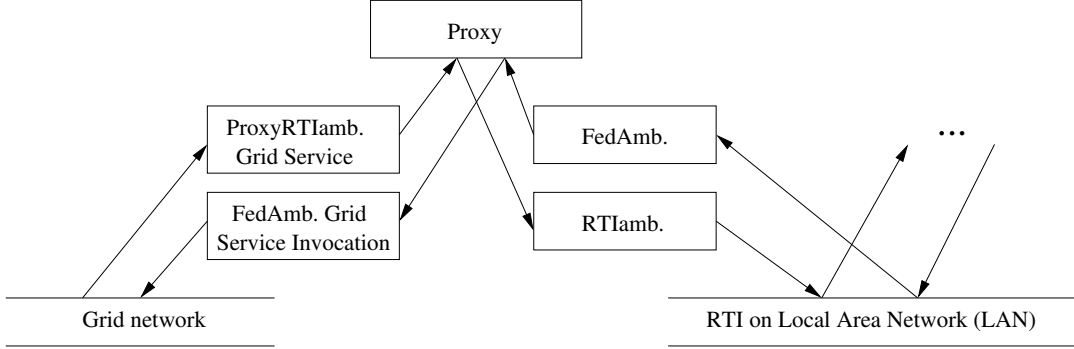 Proxy
ProxyRTIamb.
Grid Service
FedAmb.
...
FedAmb. Grid
Service Invocation
RTIamb.
Grid network
RTI on Local Area Network (LAN)